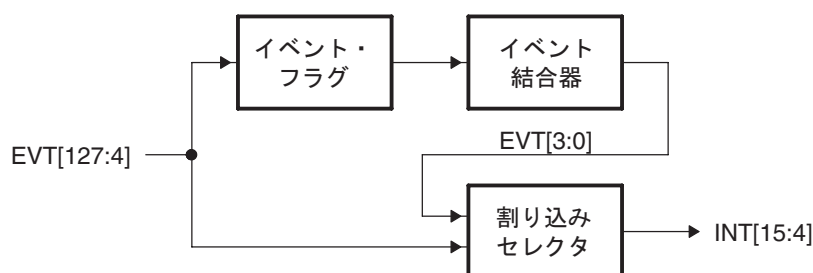 イベント・
フラグ
イベント
結合器
EVT[3:0]
EVT[127:4]
割り込み
セレクタ
INT[15:4]